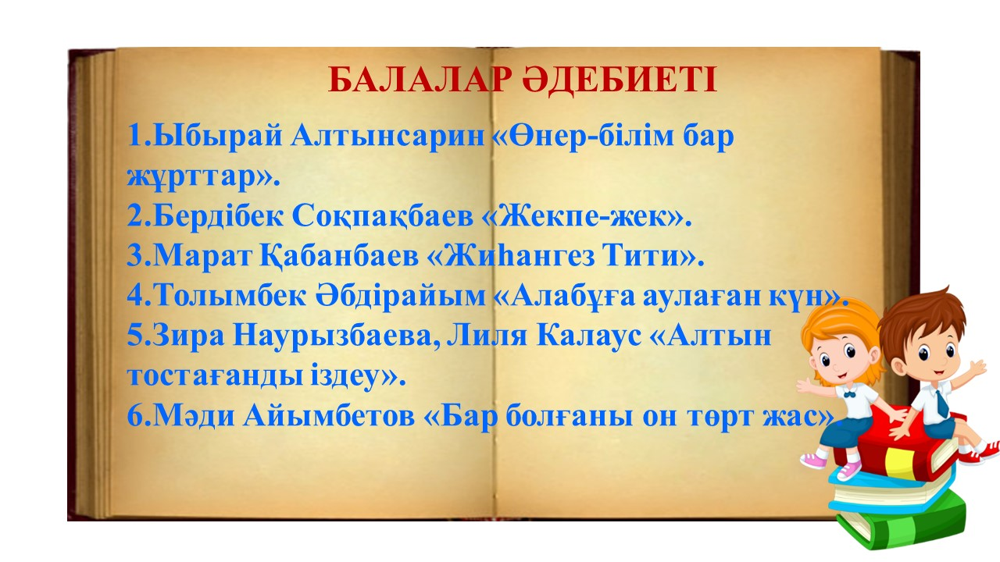 БАЛАЛАР ӘДЕБИЕТІ
1.Ыбырай Алтынсарин «Өнер-білім бар
жұрттар».
2.Бердібек Соқпақбаев «Жекпе-жек».
3.Марат Қабанбаев «Жиһангез Тити».
4.Толымбек Әбдірайым «Алабұға аулаған күн».
5.Зира Наурызбаева, Лиля Калаус «Алтын
тостағанды іздеу».
6.Мәди Айымбетов «Бар болғаны он төрт жас»